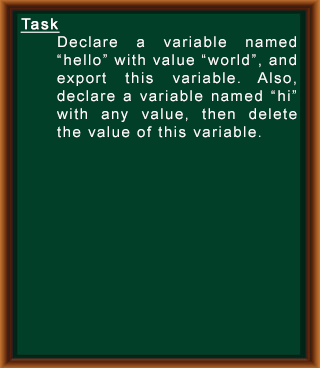 Task
Declare a variable named
“hello” with value “world”, and
export this variable. Also,
declare a variable named “hi”
with any value, then delete
the value of this variable.